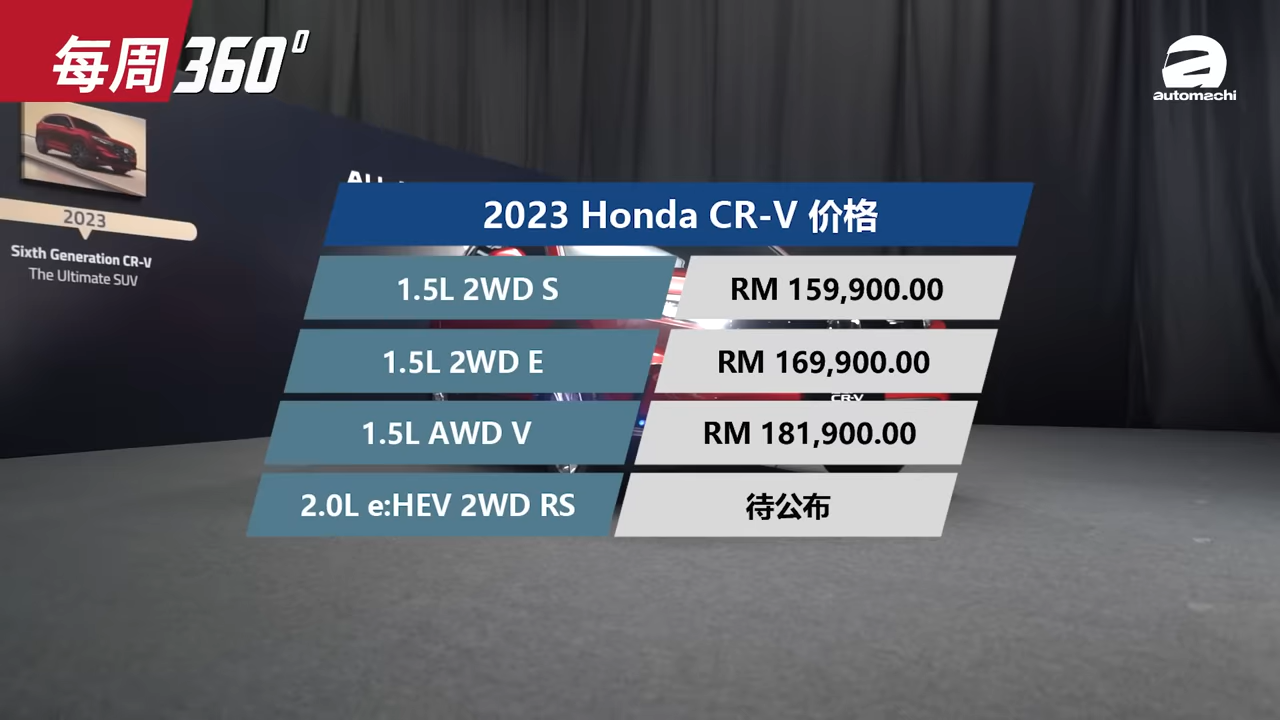 每周360°
automachi
2023
Sixth Generation CR-V
The Ultimate SUV
2023 Honda CR-V 价格
1.5L 2WD S
RM 159,900.00
1.5L 2WD E
RM 169,900.00
CR-V
1.5L AWD V
RM 181,900.00
2.0L e:HEV 2WD RS
待公布